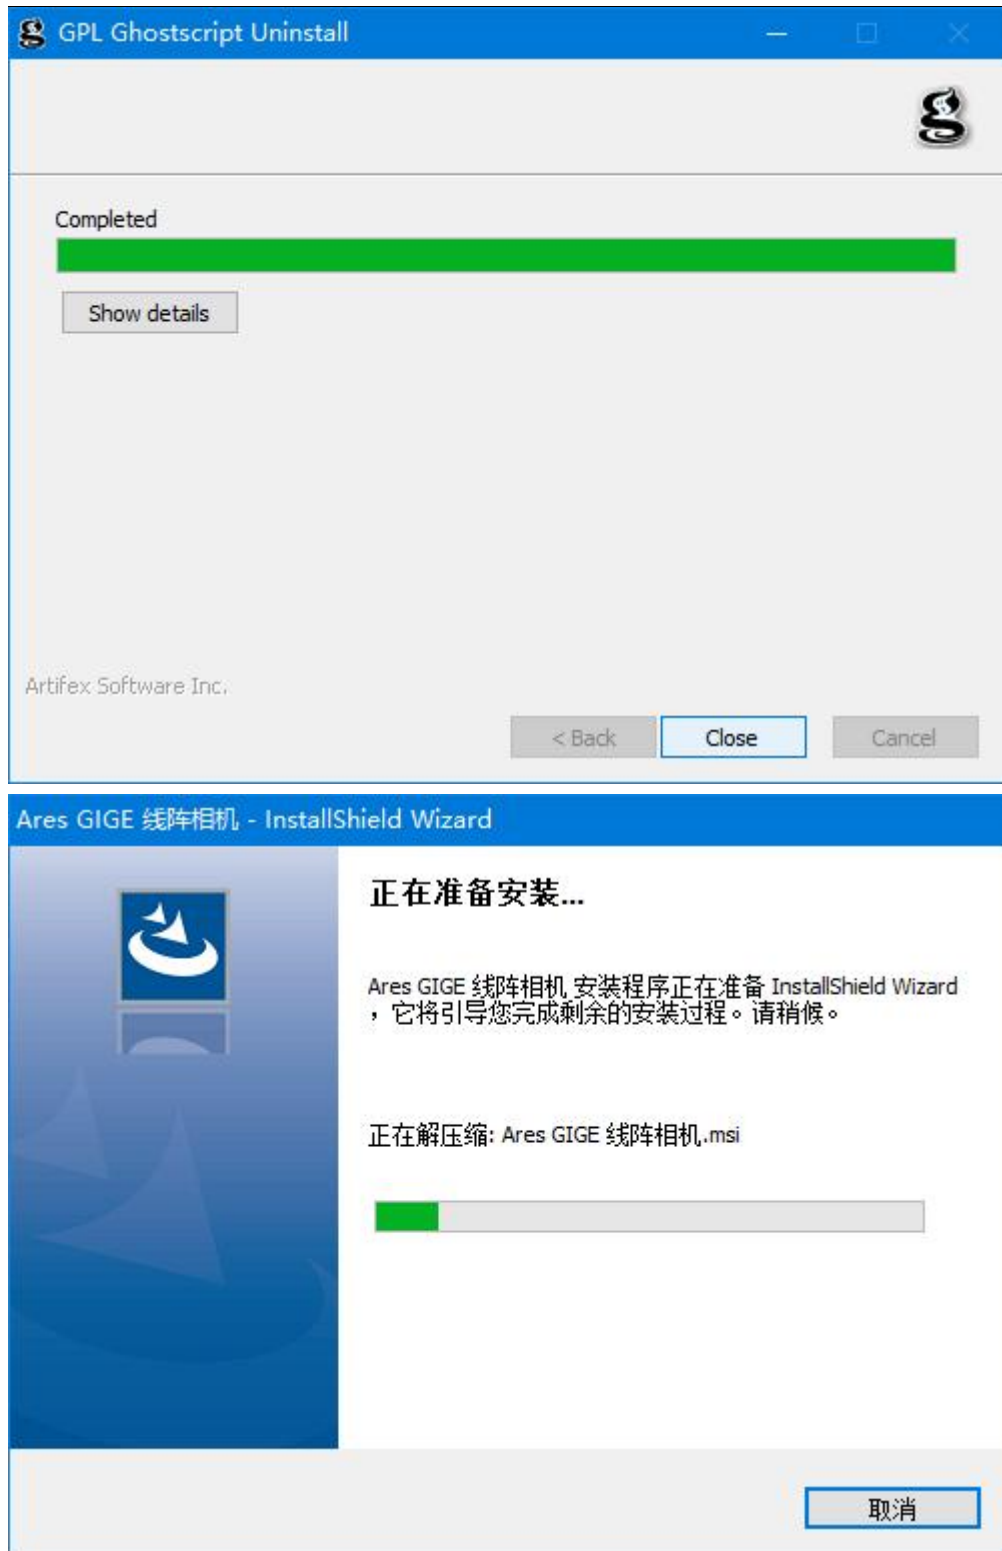 GPL Ghostscript Uninstall
Completed
Show details
Artifex Software Inc.
< Back
Close
Cancel
Ares GIGE 线阵相机 - InstallShield Wizard
正在准备安装...
Ares GIGE 线阵相机 安装程序正在准备 InstallShield Wizard
，它将引导您完成剩余的安装过程。请稍候。
正在解压缩: Ares GIGE 线阵相机.msi
取消